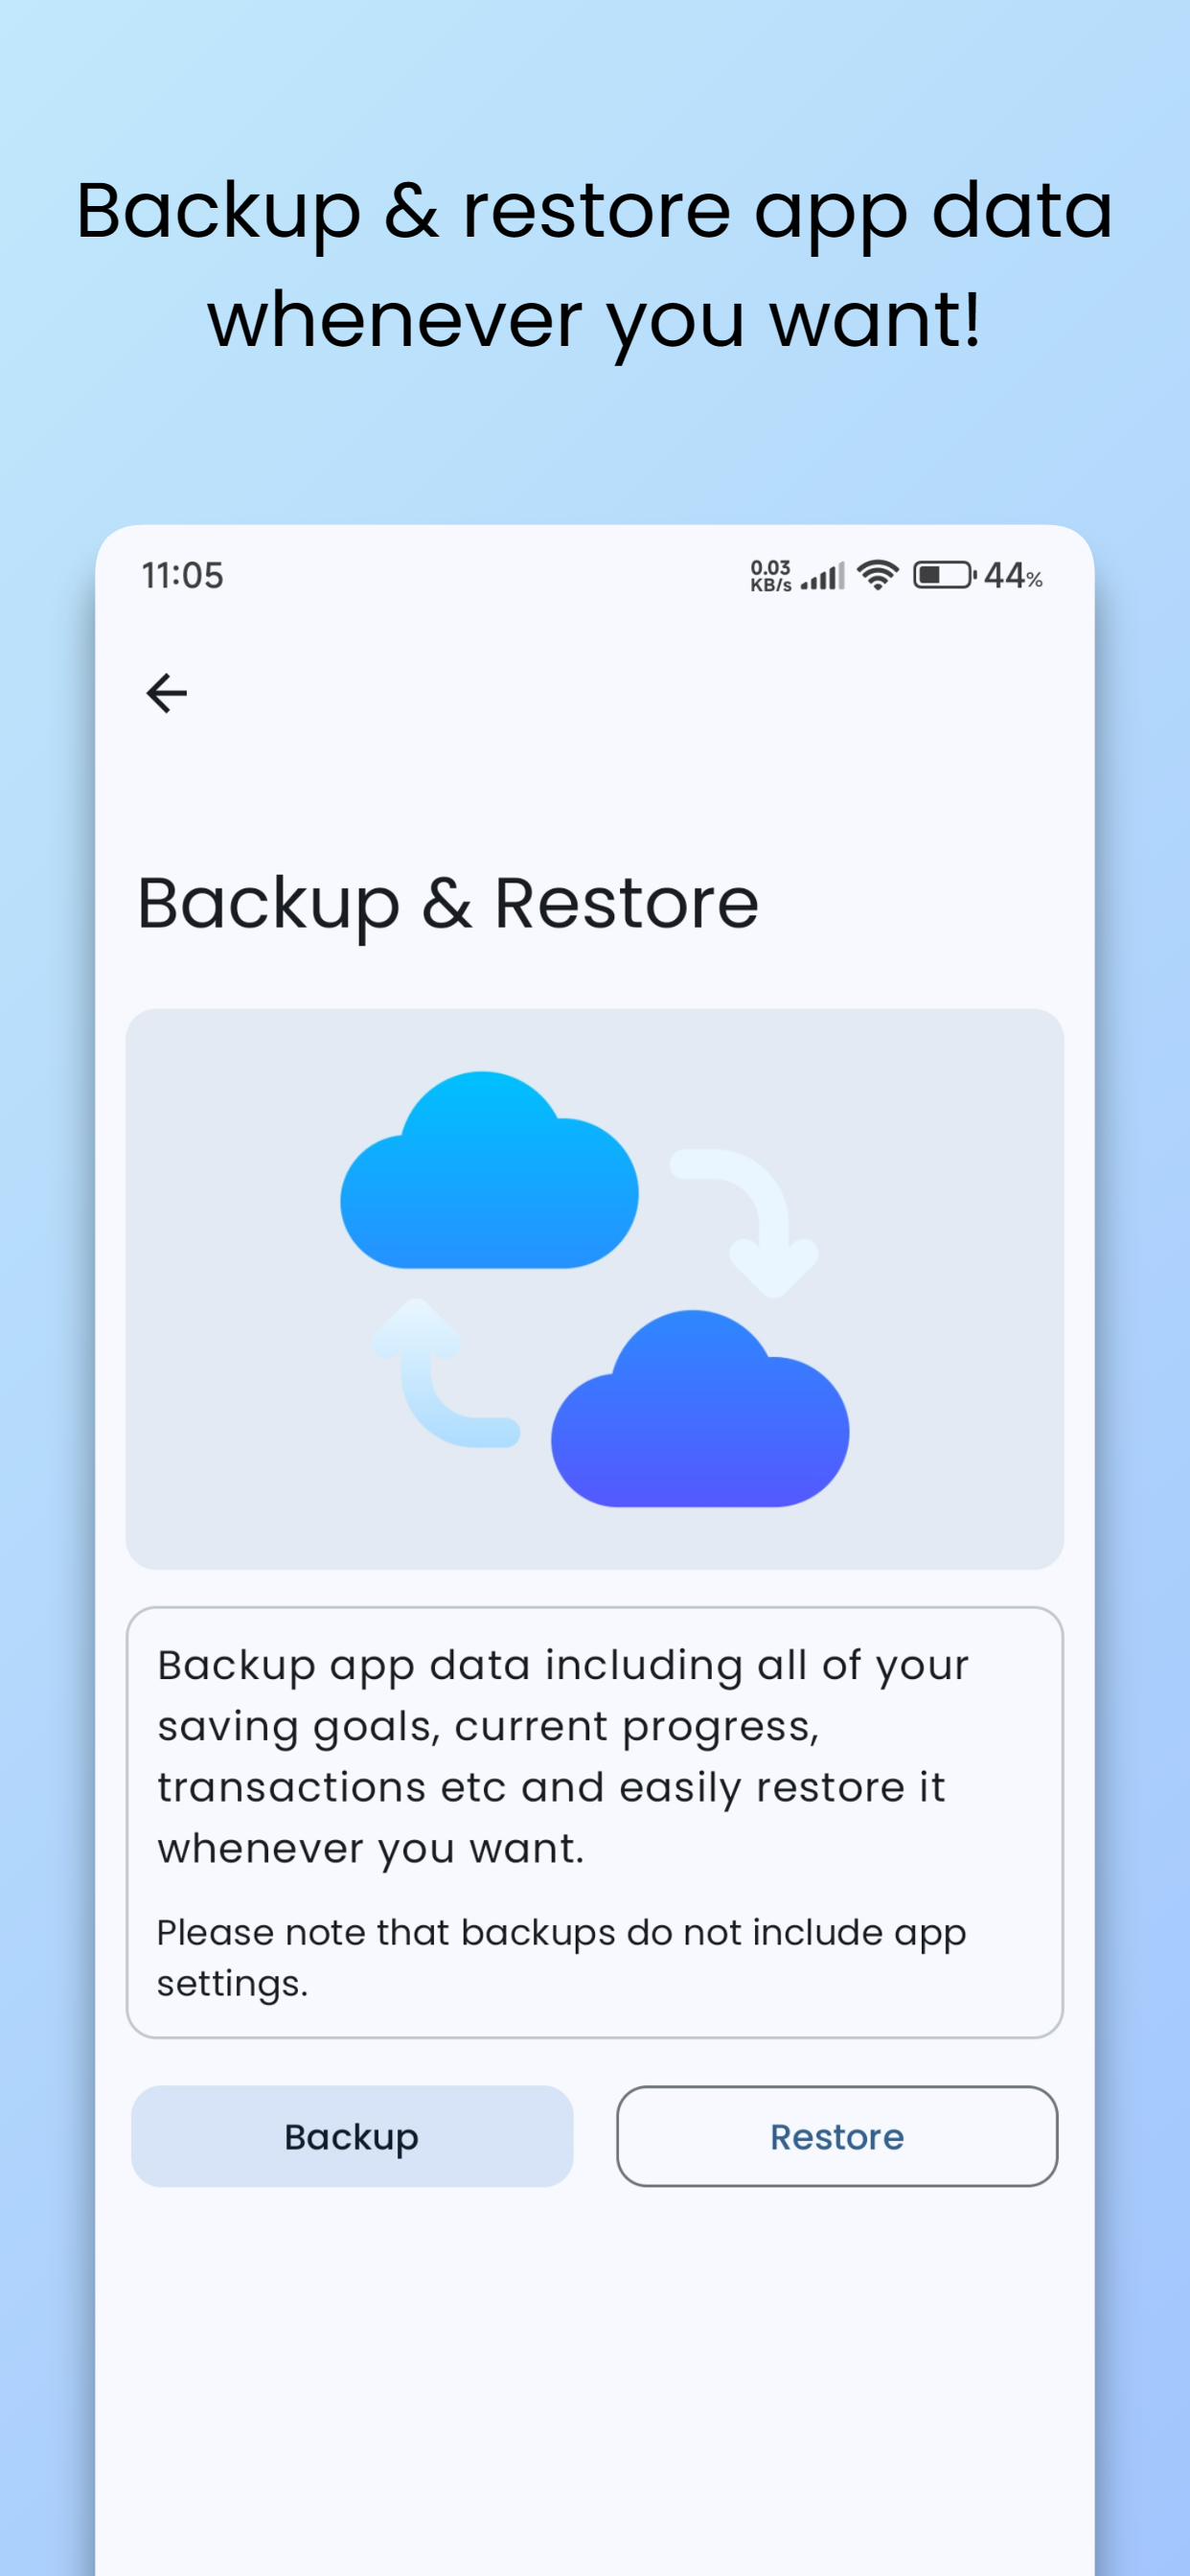 Backup & restore app data
whenever you want!
11:05
0.03
KB/s
44%
Backup & Restore
Backup app data including all of your
saving goals, current progress,
transactions etc and easily restore it
whenever you want.
Please note that backups do not include app
settings.
Backup
Restore